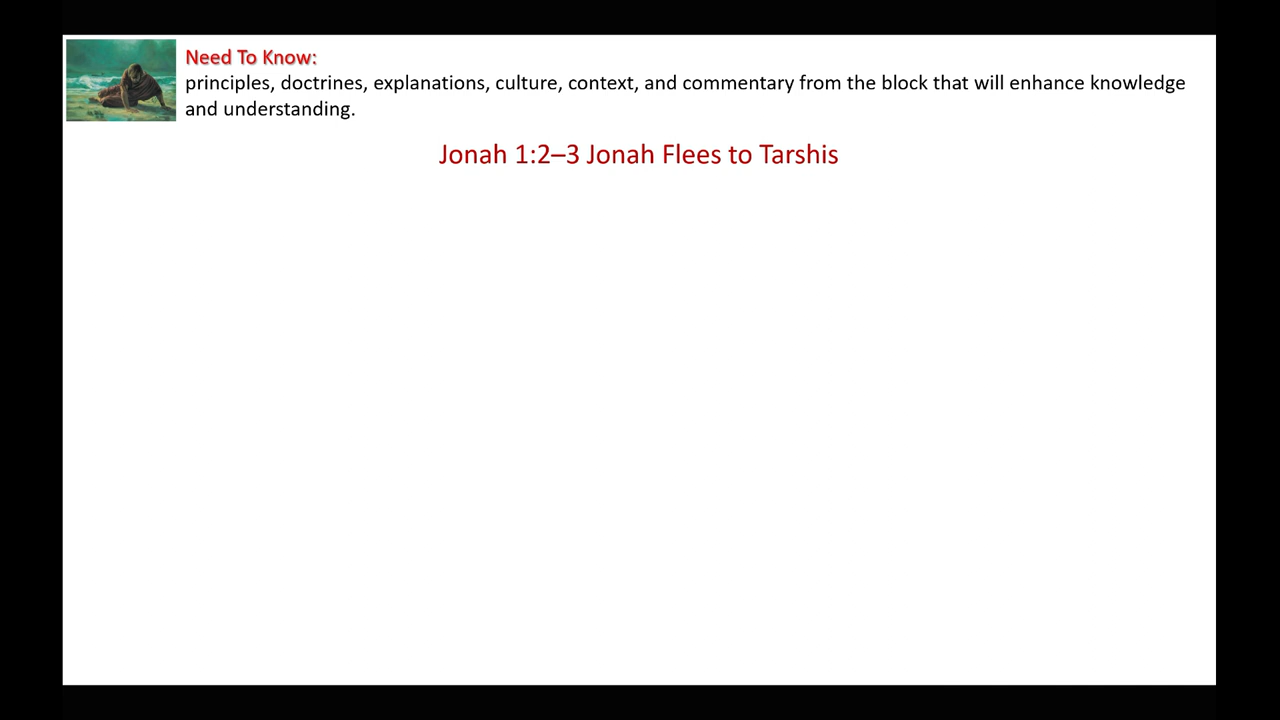 Need To Know:
principles, doctrines, explanations, culture, context, and commentary from the block that will enhance knowledge
and understanding.
Jonah 1:2–3 Jonah Flees to Tarshis